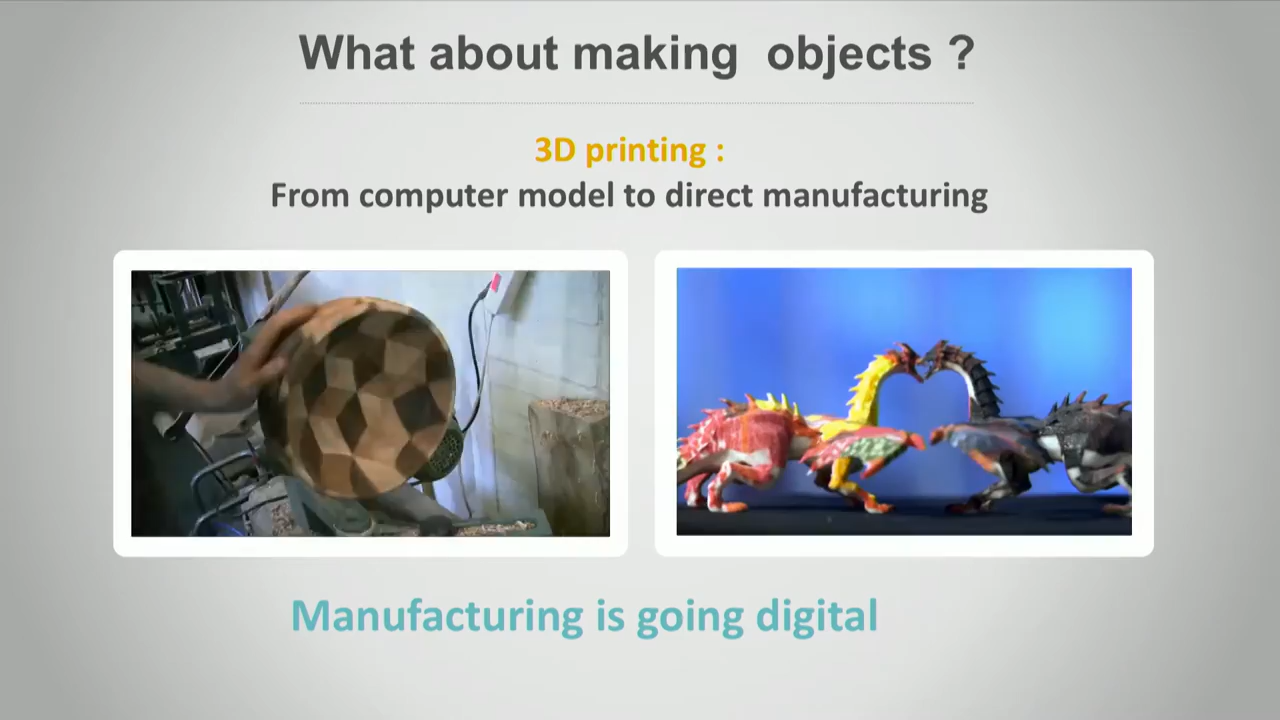 What about making  objects ?
3D printing :
From computer model to direct manufacturing
Manufacturing is going digital